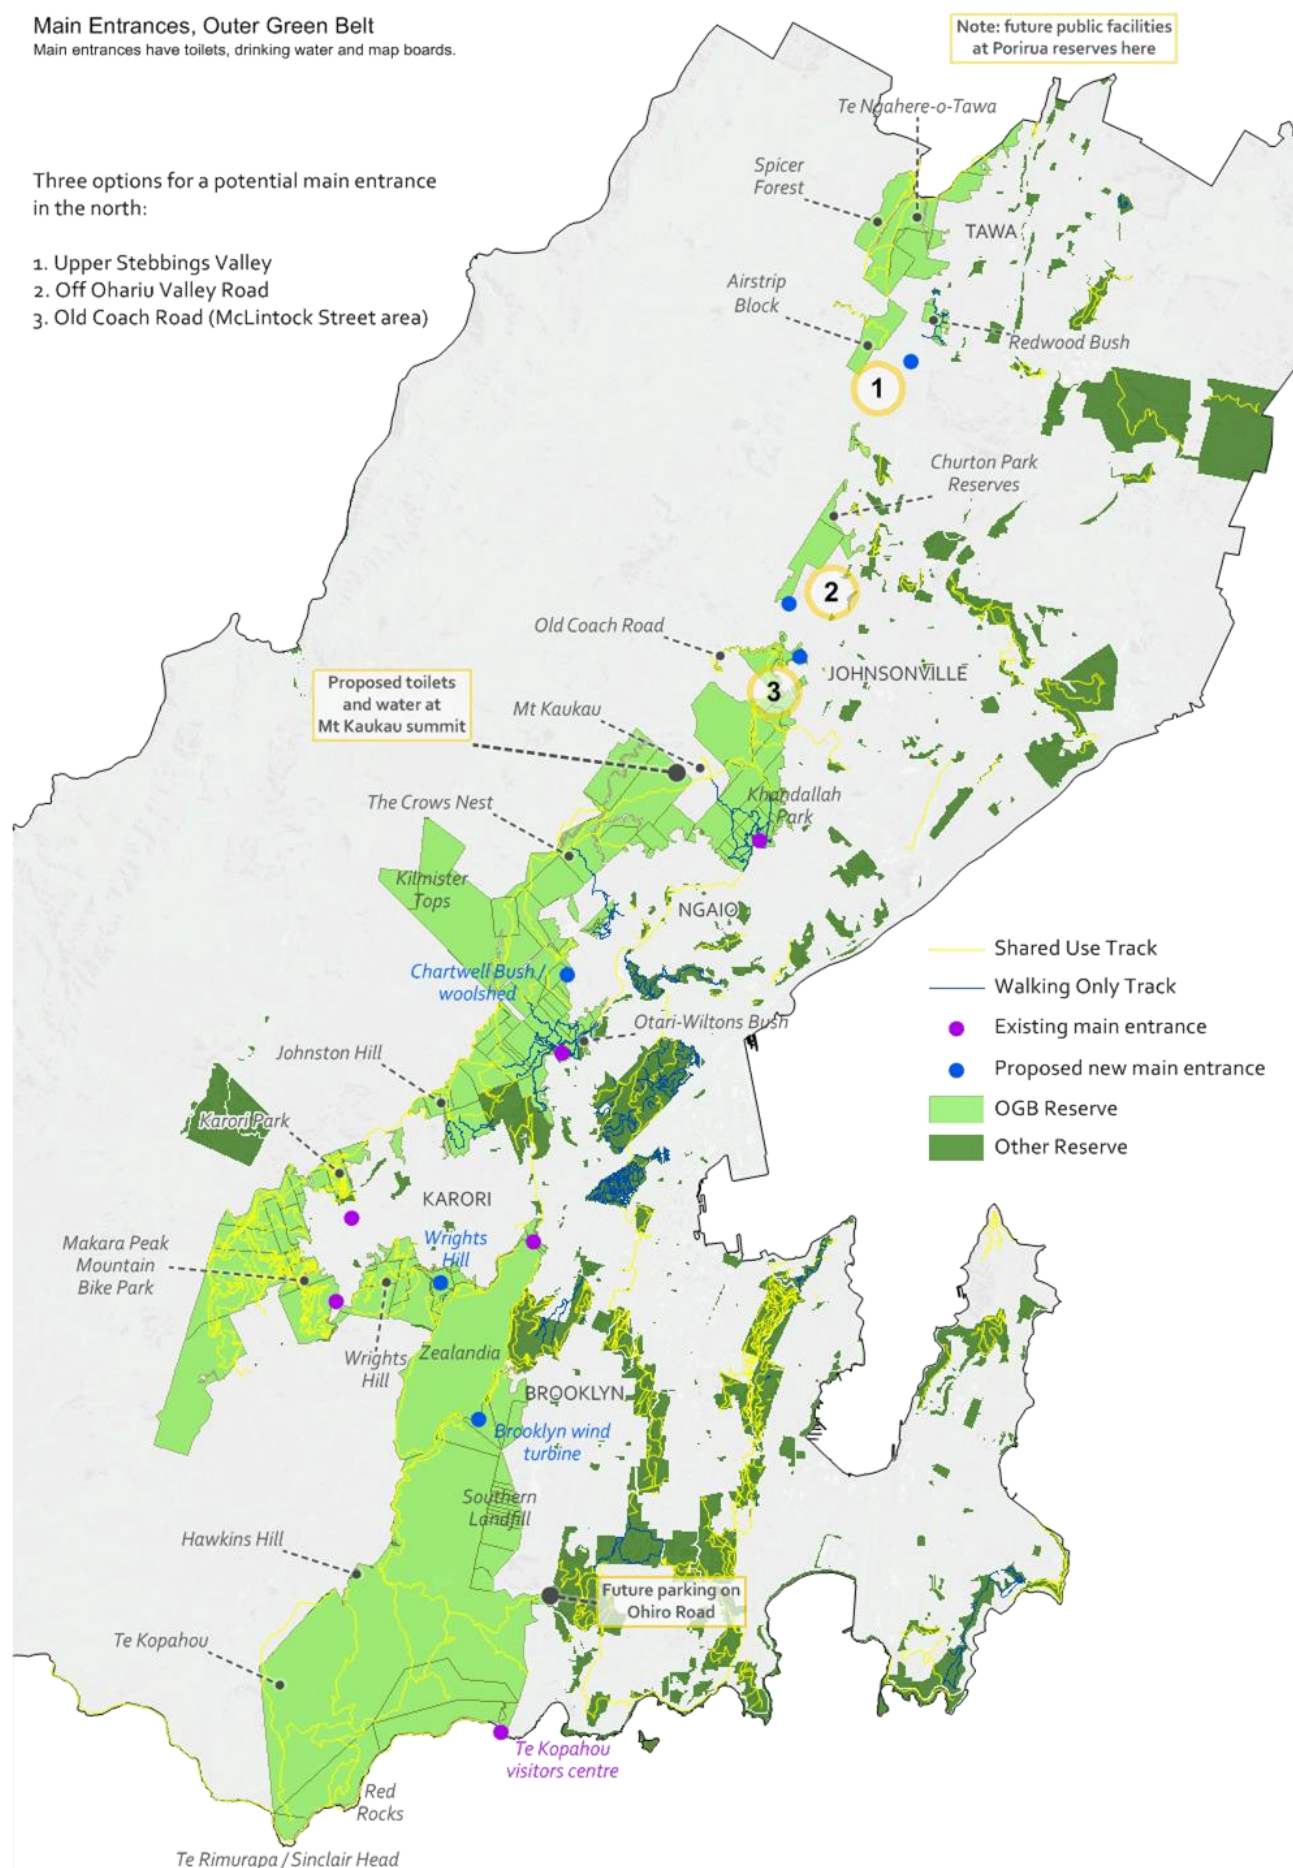 Main Entrances, Outer Green Belt
Main entrances have toilets, drinking water and map boards.
Note: future public facilities
at Porirua reserves here
Three options for a potential main entrance
in the north:
1. Upper Stebbings Valley
2. Off Ohariu Valley Road
3. Old Coach Road (McLintock Street area)
Te Ngahere-o-Tawa
Spicer
Forest
TAWA
Airstrip
Block
Redwood Bush
1
Churton Park
Reserves
2
Old Coach Road
JOHNSONVILLE
3
Proposed toilets
and water at
Mt Kaukau summit
Mt Kaukau
The Crows Nest
Khandallah
Park
Kilmister
Tops
NGAIO
Chartwell Bush /
woolshed
Otari-Wiltons Bush
Johnston Hill
Karori Park
KARORI
Wrights
Hill
Makara Peak
Mountain
Bike Park
Wrights
Hill
Zealandia
BROOKLYN
Brooklyn wind
turbine
Southern
Landfill
Hawkins Hill
Future parking on
Ohiro Road
Te Kopahou
Te Kopahou
visitors centre
Red
Rocks
Te Rimurapa / Sinclair Head
Shared Use Track
Walking Only Track
Existing main entrance
Proposed new main entrance
OGB Reserve
Other Reserve